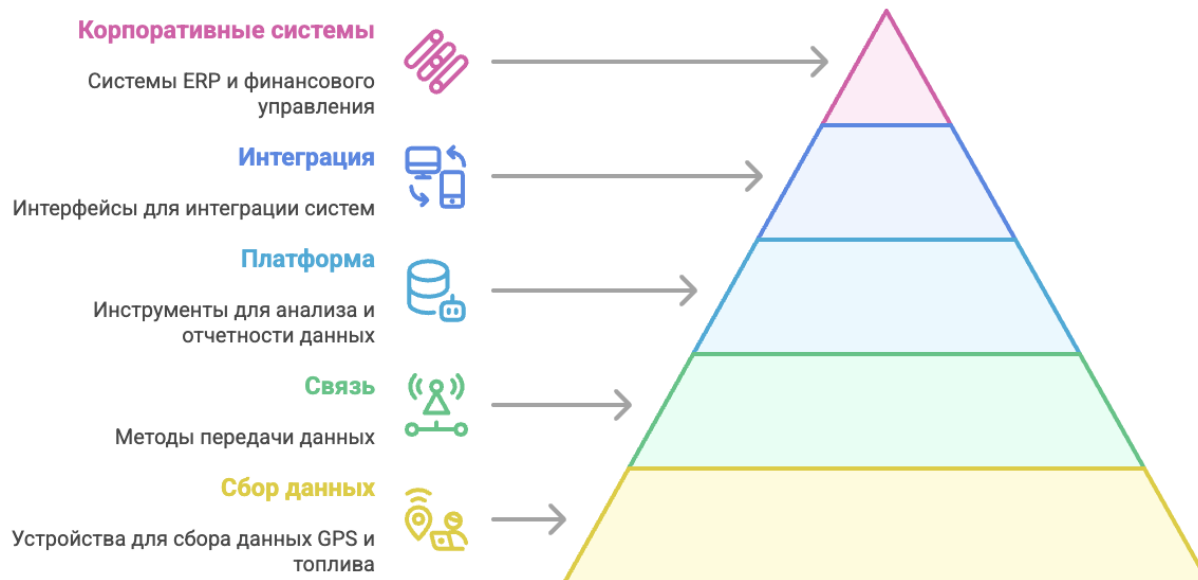 Корпоративные системы
Системы ERP и финансового
управления
Интеграция
Интерфейсы для интеграции систем
Платформа
Инструменты для анализа и
отчетности данных
Связь
Методы передачи данных
Сбор данных
Устройства для сбора данных GPS и
топлива